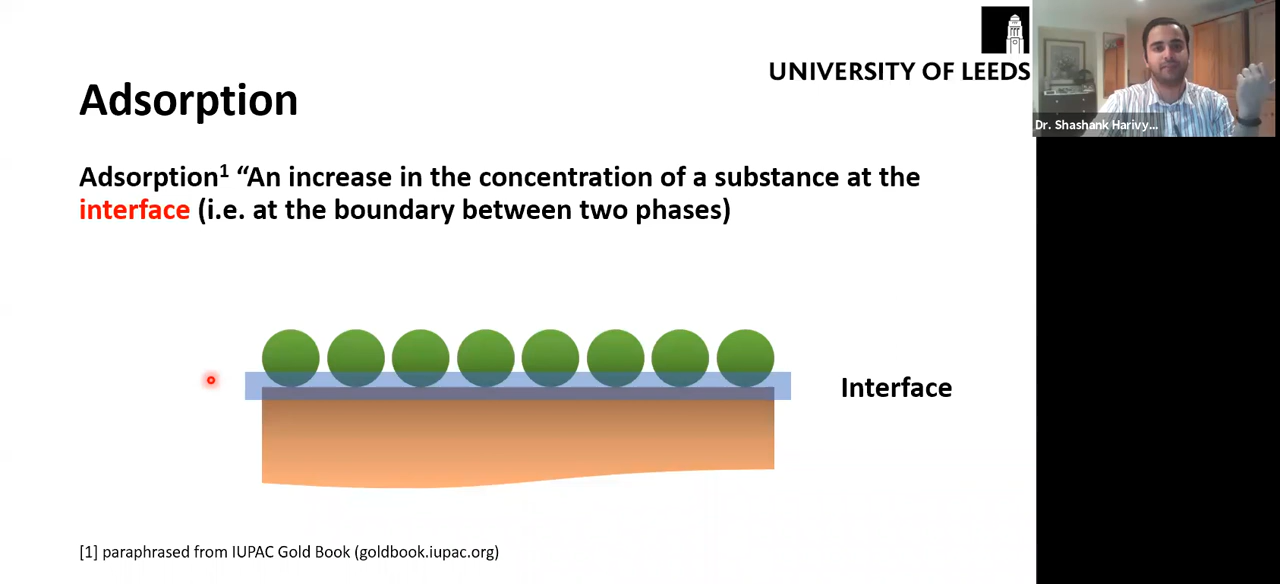 UNIVERSITY OF LEEDS
Dr. Shashank Harivy...
Adsorption
Adsorption1 “An increase in the concentration of a substance at the
interface (i.e. at the boundary between two phases)
Interface
[1] paraphrased from IUPAC Gold Book (goldbook.iupac.org)